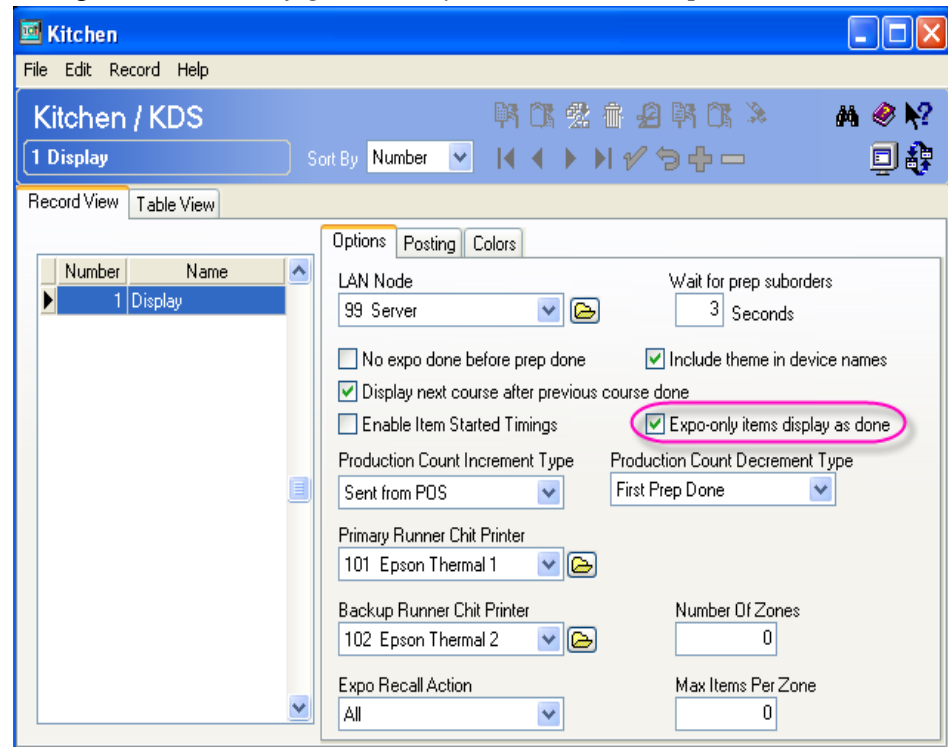 Kitchen
File Edit Record Help
Kitchen / KDS
1 Display
Sort By Number
Record View Table View
Options Posting Colors
Number Name
1 Display
LAN Node
99 Server
Wait for prep suborders
3 Seconds
No expo done before prep done
Include theme in device names
Display next course after previous course done
Enable Item Started Timings
Expo-only items display as done
Production Count Increment Type
Sent from POS
Production Count Decrement Type
First Prep Done
Primary Runner Chit Printer
101 Epson Thermal 1
Backup Runner Chit Printer
102 Epson Thermal 2
Number Of Zones
0
Expo Recall Action
All
Max Items Per Zone
0